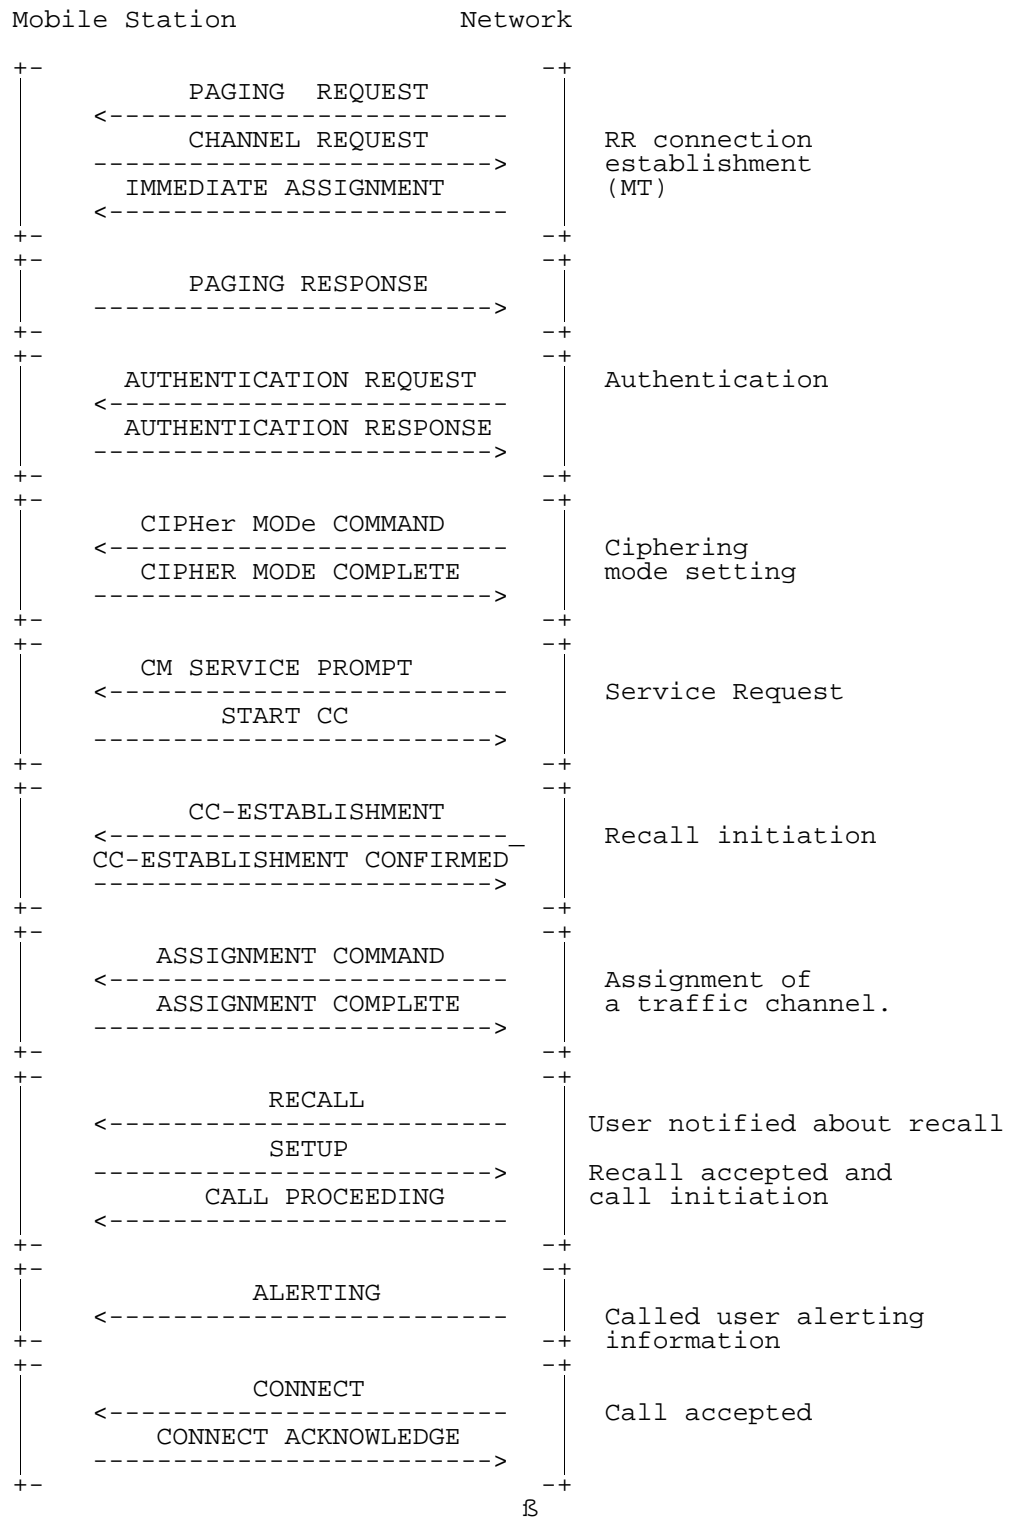 Mobile Station Network
+- -+
PAGING REQUEST
<-------------------------
CHANNEL REQUEST RR connection
-------------------------> establishment
IMMEDIATE ASSIGNMENT (MT)
<-------------------------
+- -+
+- -+
PAGING RESPONSE
------------------------->
+- -+
+- -+
AUTHENTICATION REQUEST Authentication
<-------------------------
AUTHENTICATION RESPONSE
------------------------->
+- -+
+- -+
CIPHer MODe COMMAND
<------------------------- Ciphering
CIPHER MODE COMPLETE mode setting
------------------------->
+- -+
+- -+
CM SERVICE PROMPT
<------------------------- Service Request
START CC
------------------------->
+- -+
+- -+
CC-ESTABLISHMENT
<-------------------------_ Recall initiation
CC-ESTABLISHMENT CONFIRMED
------------------------->
+- -+
+- -+
ASSIGNMENT COMMAND
<------------------------- Assignment of
ASSIGNMENT COMPLETE a traffic channel.
------------------------->
+- -+
+- -+
RECALL
<------------------------- User notified about recall
SETUP
-------------------------> Recall accepted and
CALL PROCEEDING call initiation
<-------------------------
+- -+
+- -+
ALERTING
<------------------------- Called user alerting
+- -+ information
+- -+
CONNECT
<------------------------- Call accepted
CONNECT ACKNOWLEDGE
------------------------->
+- -+
ß